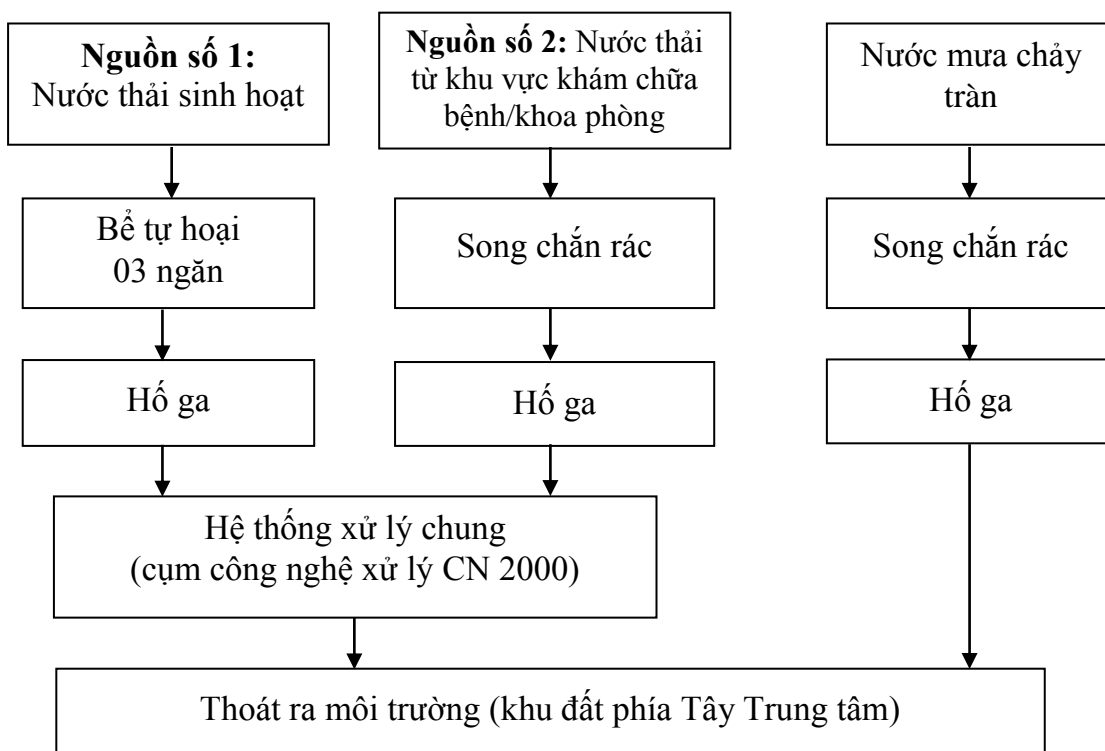 Nguồn số 1:
Nước thải sinh hoạt
Nguồn số 2: Nước thải
từ khu vực khám chữa
bệnh/khoa phòng
Nước mưa chảy
tràn
Bể tự hoại
03 ngăn
Song chắn rác
Song chắn rác
Hố ga
Hố ga
Hố ga
Hệ thống xử lý chung
(cụm công nghệ xử lý CN 2000)
Thoát ra môi trường (khu đất phía Tây Trung tâm)